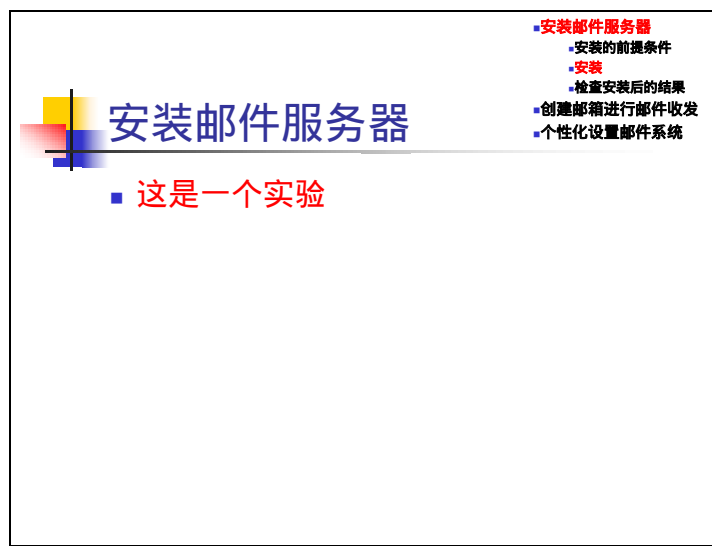 安装邮件服务器
安装的前提条件
安装
检查安装后的结果
创建邮箱进行邮件收发
个性化设置邮件系统
安装邮件服务器
这是一个实验